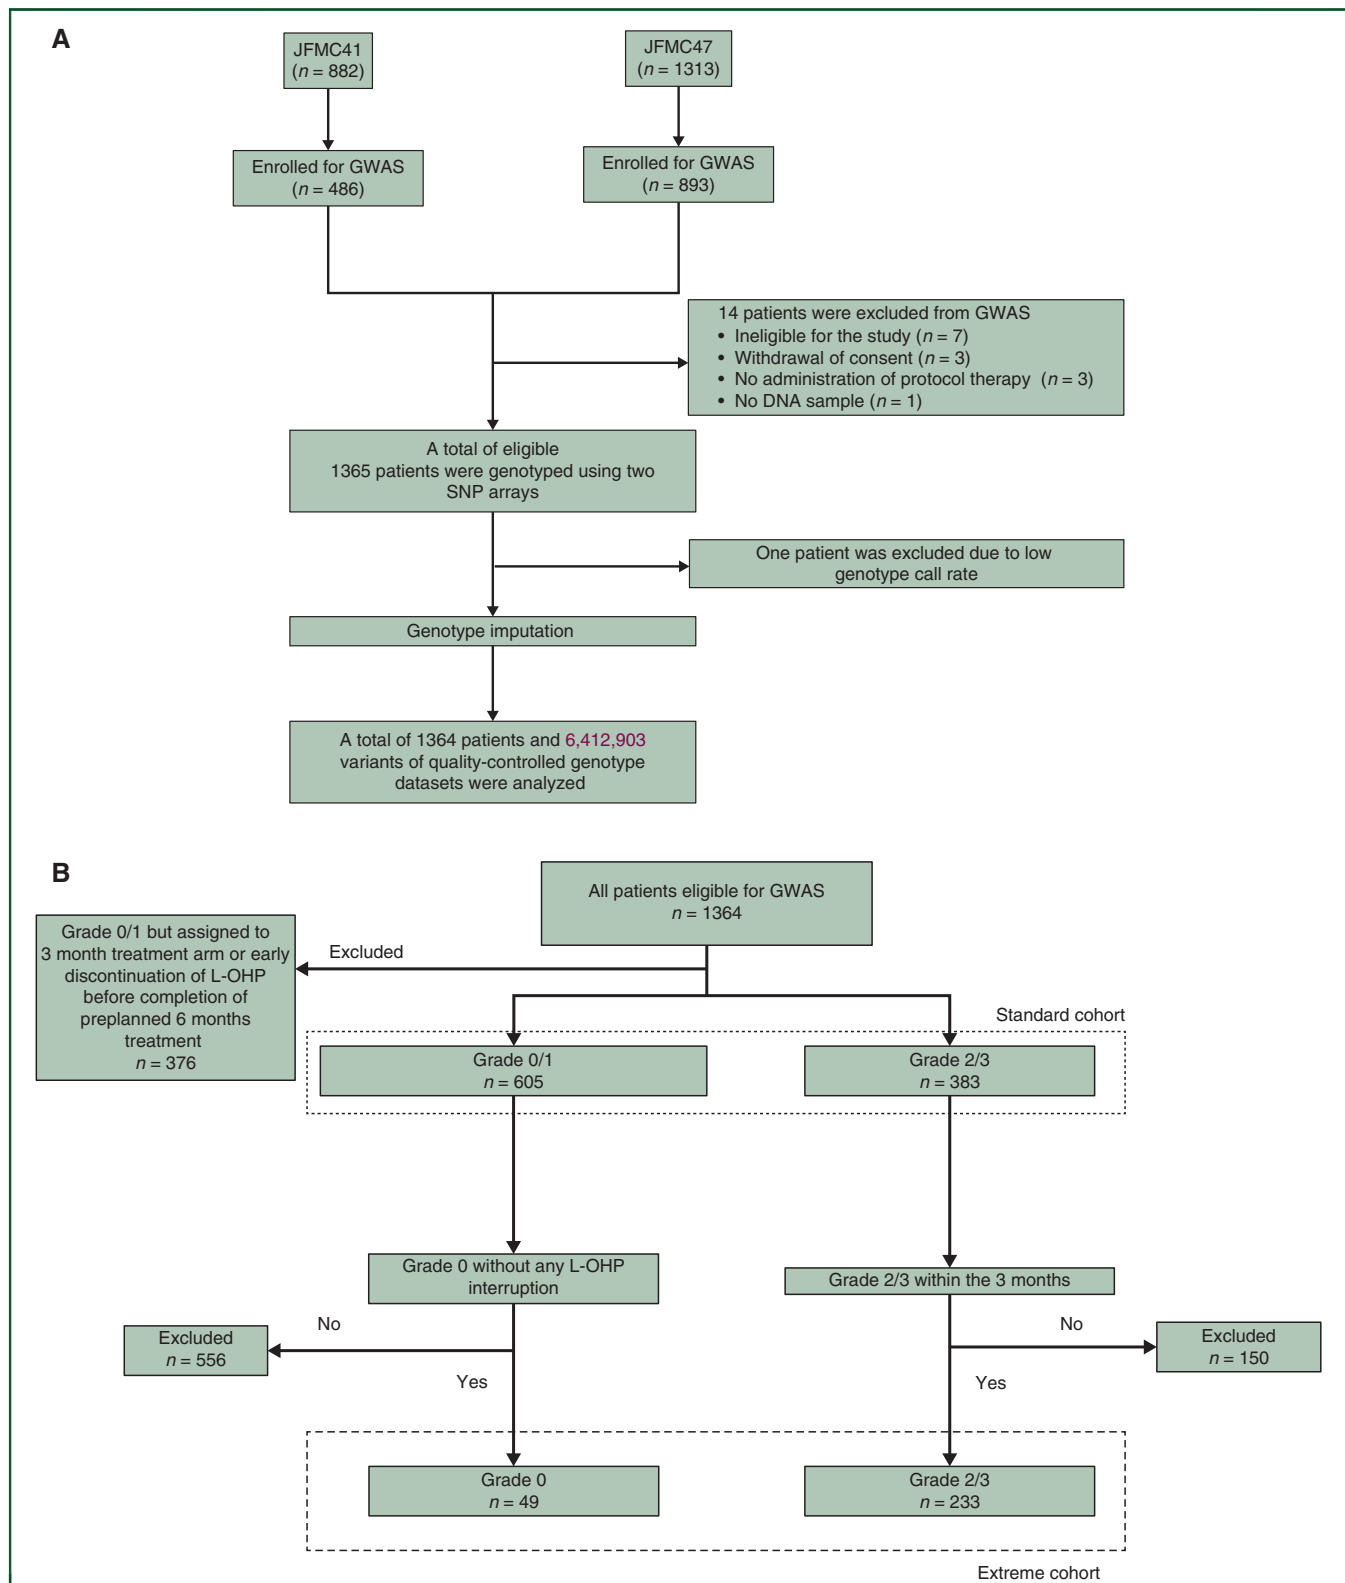 A
JFMC41
(n = 882)
JFMC47
(n = 1313)
Enrolled for GWAS
(n = 486)
Enrolled for GWAS
(n = 893)
14 patients were excluded from GWAS
• Ineligible for the study (n = 7)
• Withdrawal of consent (n = 3)
• No administration of protocol therapy (n = 3)
• No DNA sample (n = 1)
A total of eligible
1365 patients were genotyped using two
SNP arrays
One patient was excluded due to low
genotype call rate
Genotype imputation
A total of 1364 patients and 6,412,903
variants of quality-controlled genotype
datasets were analyzed
B
All patients eligible for GWAS
n = 1364
Excluded
Grade 0/1 but assigned to
3 month treatment arm or early
discontinuation of L-OHP
before completion of
preplanned 6 months
treatment
n = 376
Standard cohort
Grade 0/1
n = 605
Grade 2/3
n = 383
Grade 0 without any L-OHP
interruption
Grade 2/3 within the 3 months
No
Excluded
n = 556
Yes
No
Excluded
n = 150
Yes
Grade 0
n = 49
Grade 2/3
n = 233
Extreme cohort